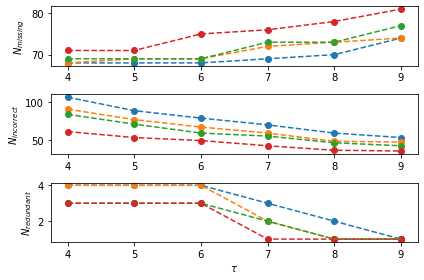 80
70
N_missing
4 5 6 7 8 9
100
50
N_incorrect
4 5 6 7 8 9
4
2
N_redundant
4 5 6 7 8 9
τ